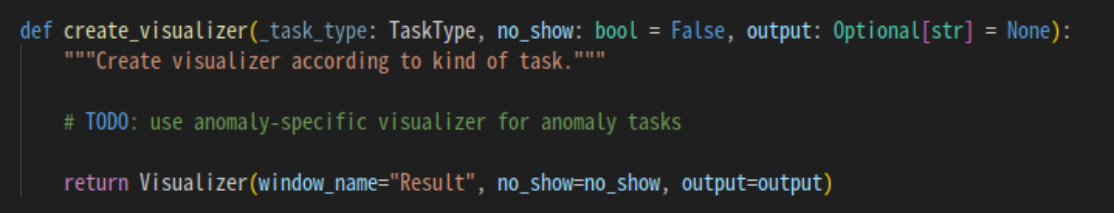 def create_visualizer(_task_type: TaskType, no_show: bool = False, output: Optional[str] = None):
"""Create visualizer according to kind of task."""
# TODO: use anomaly-specific visualizer for anomaly tasks
return Visualizer(window_name="Result", no_show=no_show, output=output)